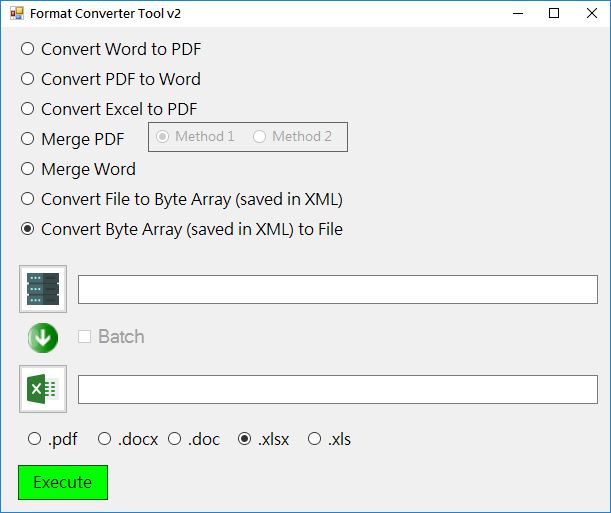 Format Converter Tool v2
Convert Word to PDF
Convert PDF to Word
Convert Excel to PDF
Merge PDF Method 1 Method 2
Merge Word
Convert File to Byte Array (saved in XML)
Convert Byte Array (saved in XML) to File
Batch
.pdf .docx .doc .xlsx .xls
Execute